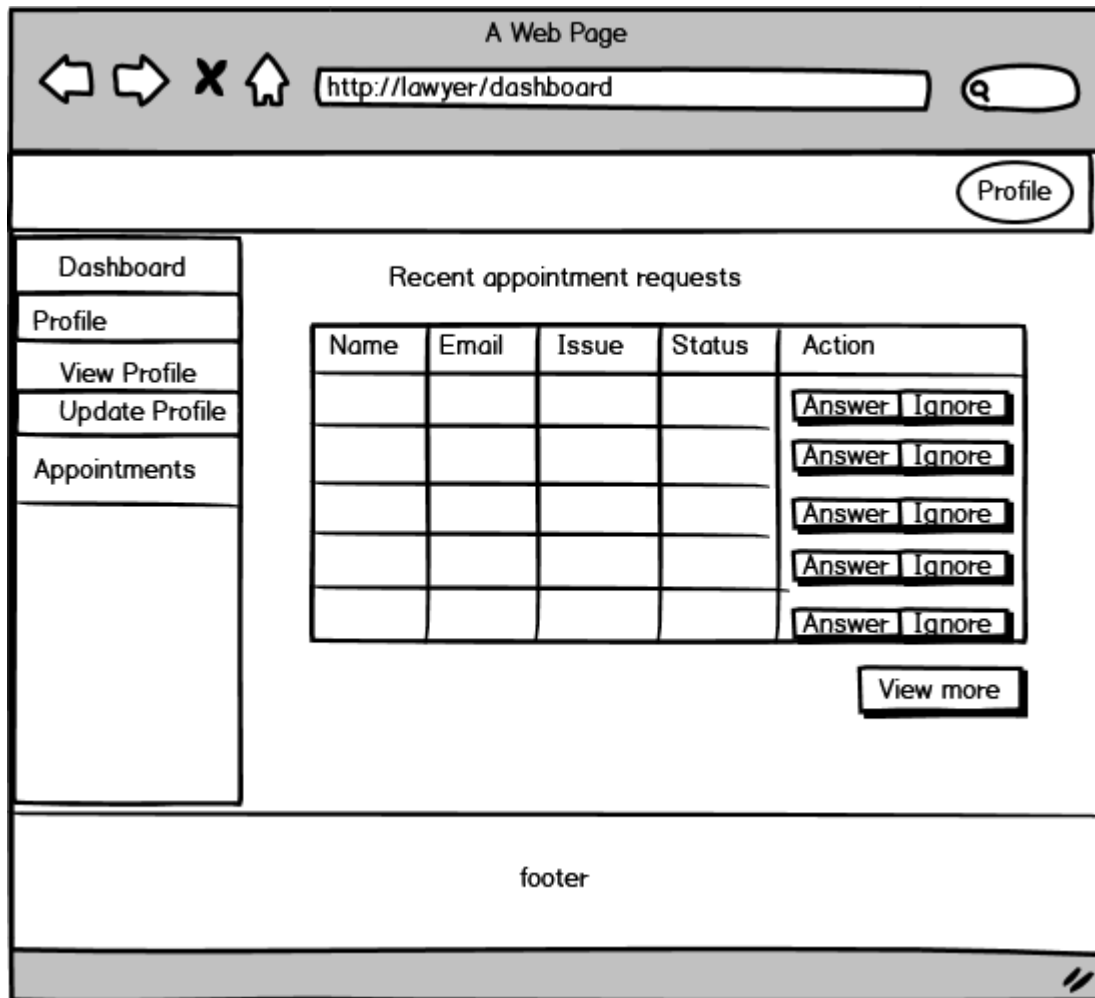 A Web Page
http://lawyer/dashboard
Profile
Dashboard
Profile
View Profile
Update Profile
Appointments
Recent appointment requests
Name Email Issue Status Action
Answer Ignore
Answer Ignore
Answer Ignore
Answer Ignore
Answer Ignore
View more
footer